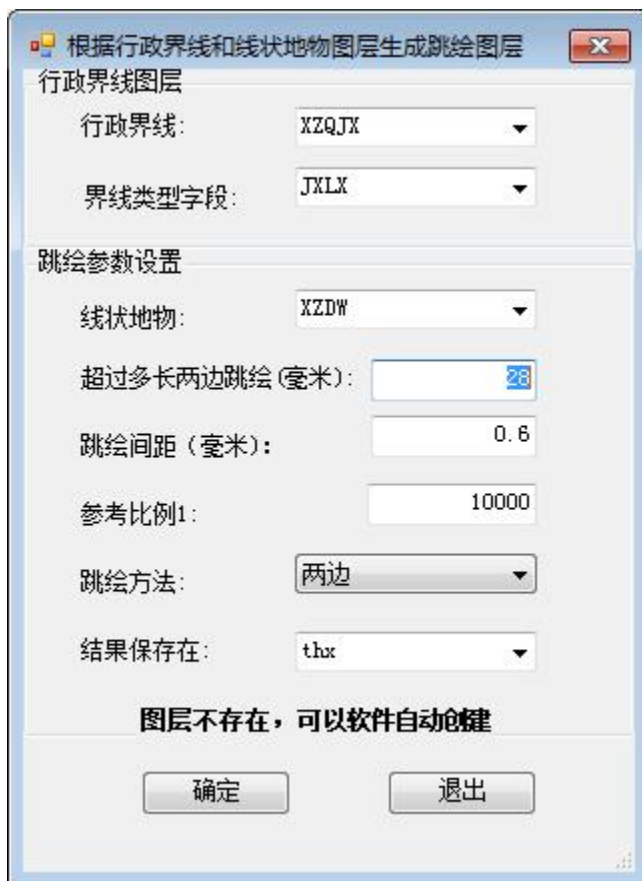 根据行政界线和线状地物图层生成跳绘图层
行政界线图层
行政界线: XZQJX
界线类型字段: JXLX
跳绘参数设置
线状地物: XZDW
超过多长两边跳绘(毫米): 28
跳绘间距（毫米）: 0.6
参考比例1: 10000
跳绘方法: 两边
结果保存在: thx
图层不存在，可以软件自动创建
确定 退出